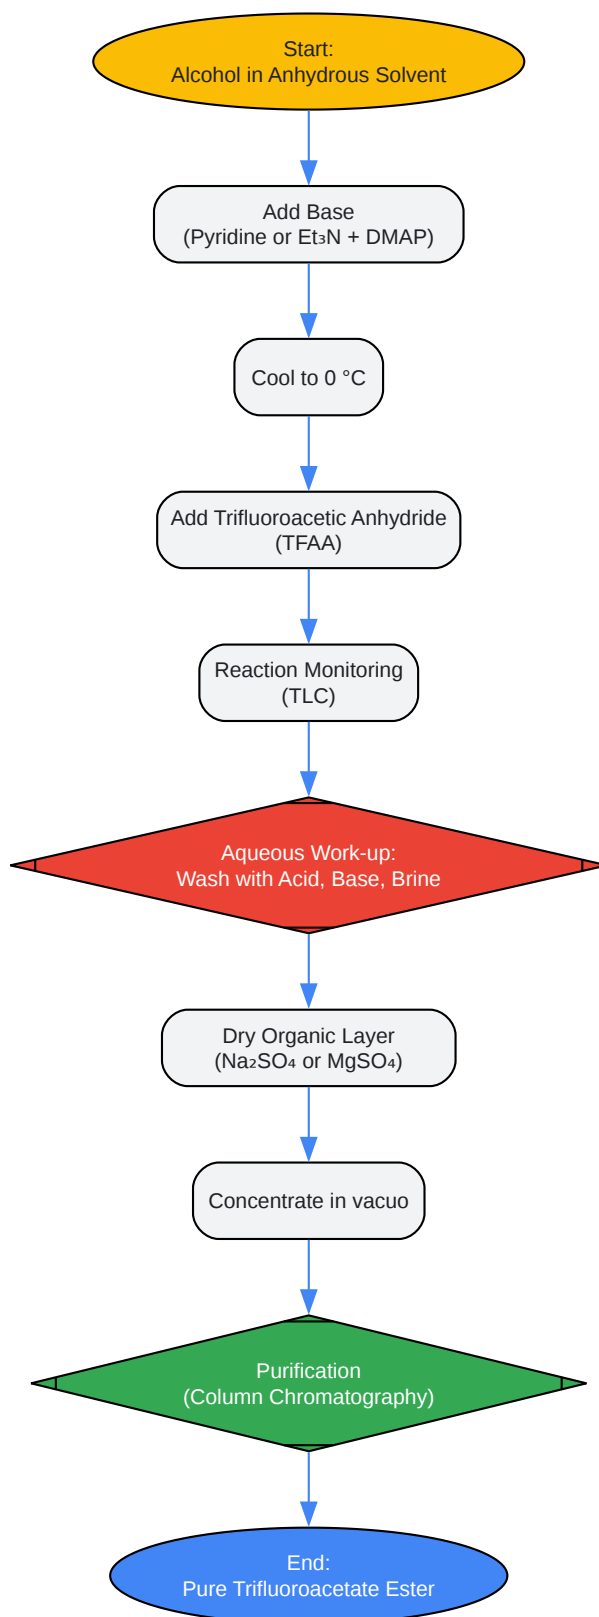 Start:
Alcohol in Anhydrous Solvent
Add Base
(Pyridine or Et₃N + DMAP)
Cool to 0 °C
Add Trifluoroacetic Anhydride
(TFAA)
Reaction Monitoring
(TLC)
Aqueous Work-up:
Wash with Acid, Base, Brine
Dry Organic Layer
(Na₂SO₄ or MgSO₄)
Concentrate in vacuo
Purification
(Column Chromatography)
End:
Pure Trifluoroacetate Ester